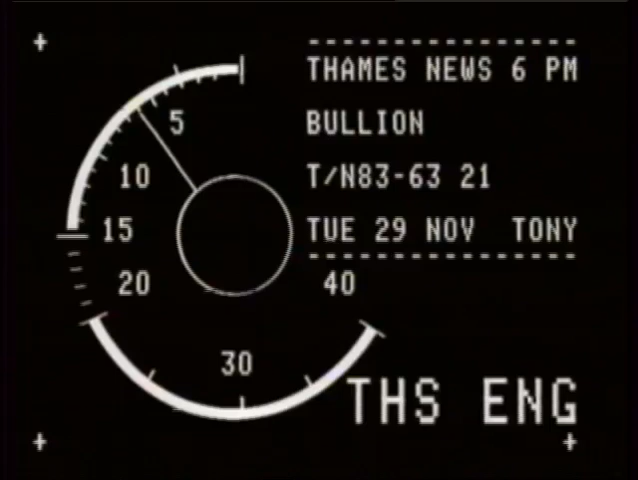 THAMES NEWS 6 PM
BULLION
T/N83-63 21
TUE 29 NOV TONY
5
10
15
20
30
40
THS ENG